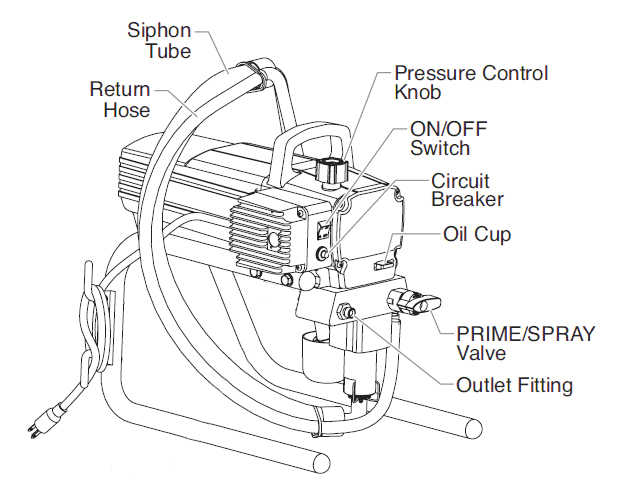 Siphon
Tube
Return
Hose
Pressure Control
Knob
ON/OFF
Switch
Circuit
Breaker
Oil Cup
PRIME/SPRAY
Valve
Outlet Fitting